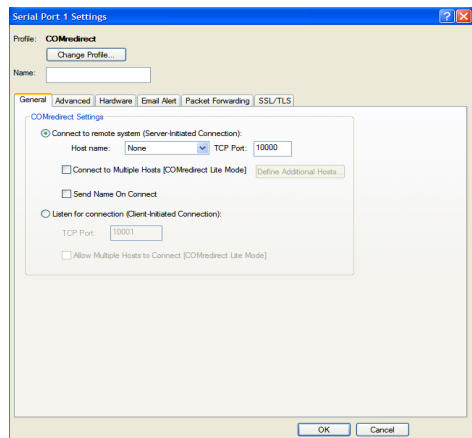 Serial Port 1 Settings
Profile: COMredirect
Change Profile...
Name:
General Advanced Hardware Email Alert Packet Forwarding SSL/TLS
COMredirect Settings
Connect to remote system (Server-Initiated Connection):
Host name: None TCP Port: 10000
Connect to Multiple Hosts [COMredirect Lite Mode] Define Additional Hosts...
Send Name On Connect
Listen for connection (Client-Initiated Connection):
TCP Port: 10001
Allow Multiple Hosts to Connect [COMredirect Lite Mode]
OK Cancel